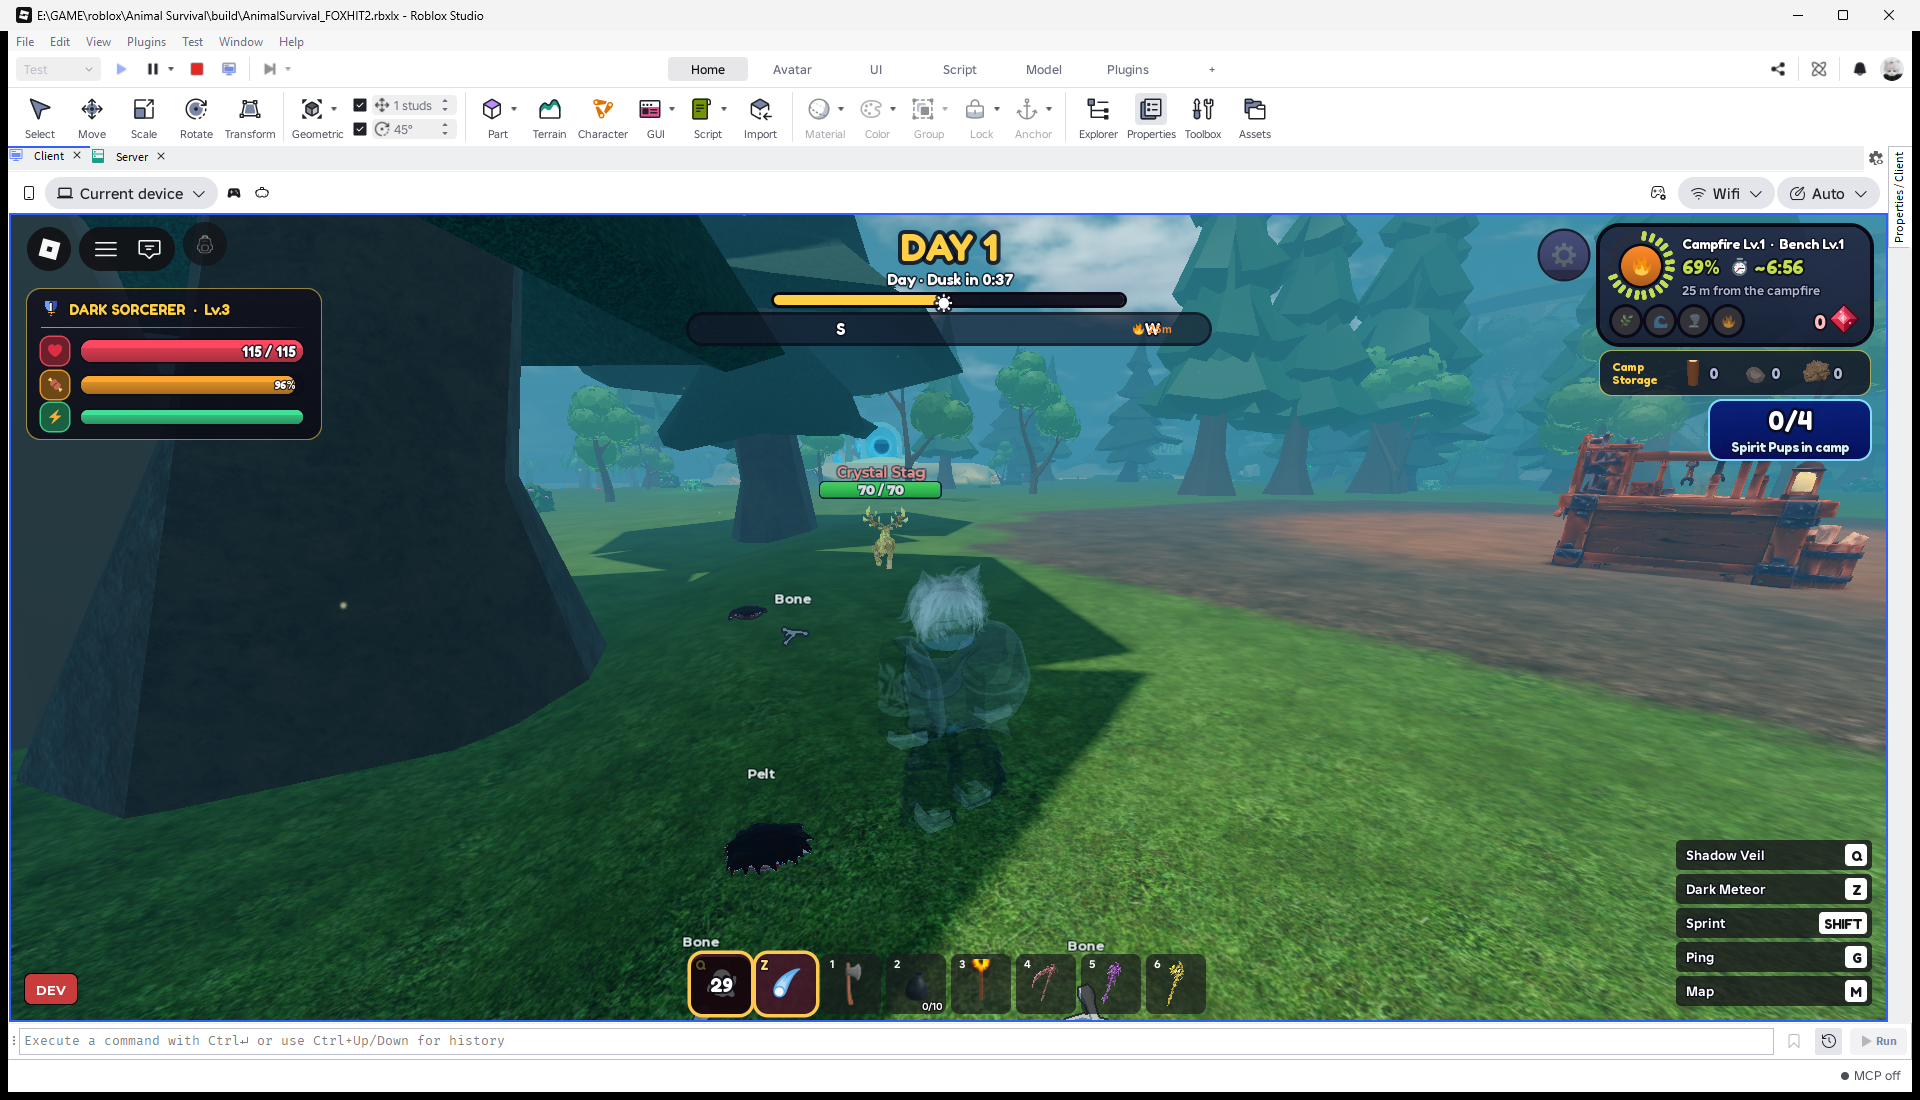 E:\GAME\roblox\Animal Survival\build\AnimalSurvival_FOXHIT2.rbxlx - Roblox Studio
File Edit View Plugins Test Window Help
Test
Home Avatar UI Script Model Plugins +
1 studs
45°
Select Move Scale Rotate Transform Geometric Part Terrain Character GUI Script Import Material Color Group Lock Anchor Explorer Properties Toolbox Assets
Client Server
Current device
Wifi Auto
Properties / Client
DAY 1
Day · Dusk in 0:37
S W
DARK SORCERER · Lv.3
115 / 115
96%
Campfire Lv.1 · Bench Lv.1
69% ~6:56
25 m from the campfire
0
Camp Storage 0 0 0
0/4
Spirit Pups in camp
Crystal Stag
70 / 70
Bone
Pelt
Shadow Veil Q
Dark Meteor Z
Sprint SHIFT
Ping G
Map M
Bone
Bone
Q 29 Z 1 2 0/10 3 4 5 6
DEV
Execute a command with Ctrl↵ or use Ctrl+Up/Down for history
Run
MCP off